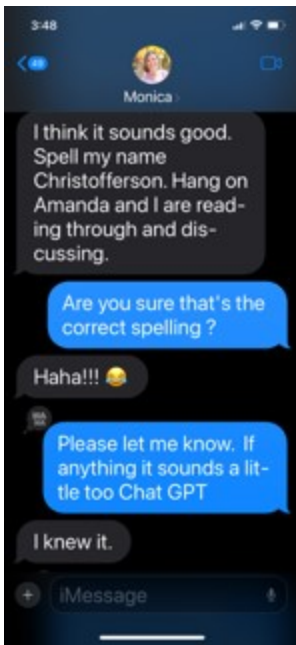 3:48
49
Monica
I think it sounds good.
Spell my name
Christofferson. Hang on
Amanda and I are read-
ing through and dis-
cussing.
Are you sure that's the
correct spelling ?
Haha!!! 😂
HA
HA
Please let me know. If
anything it sounds a lit-
tle too Chat GPT
I knew it.
iMessage